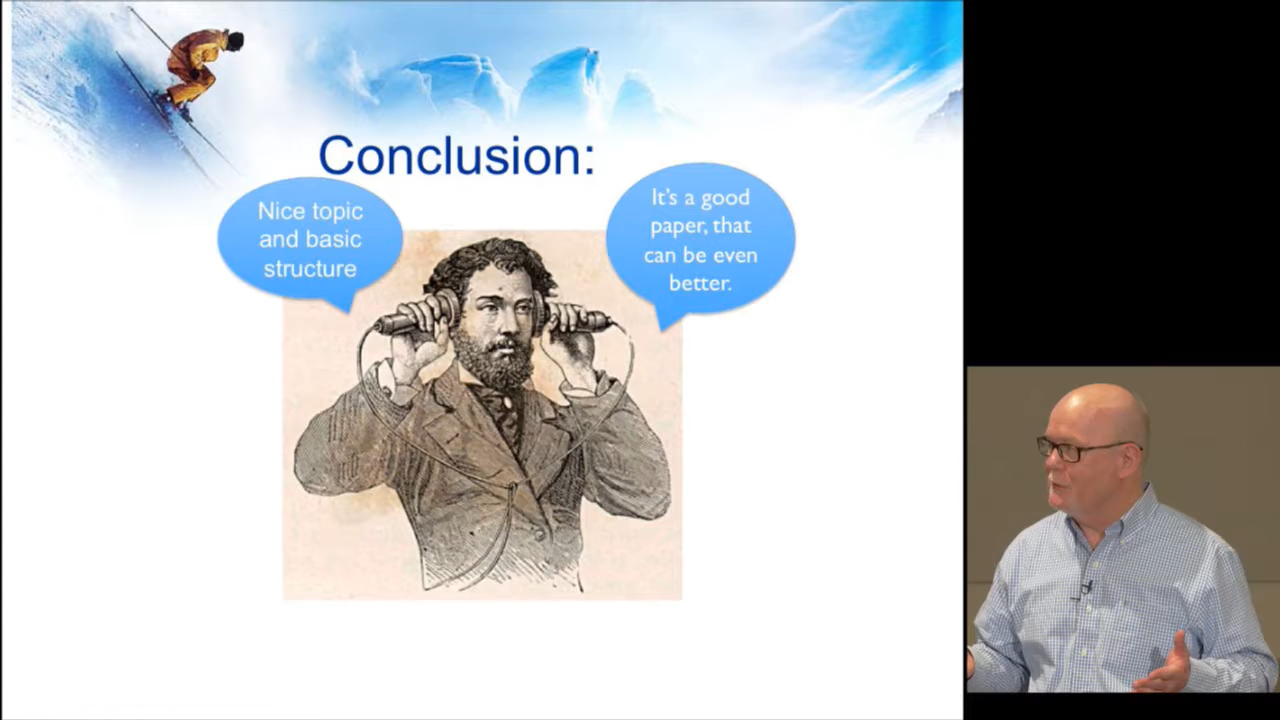 Conclusion:
Nice topic
and basic
structure
It's a good
paper, that
can be even
better.